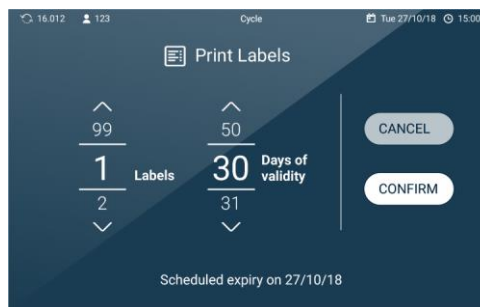 16.012 123 Cycle Tue 27/10/18 15:00
Print Labels
99 50
1 Labels 30 Days of validity
2 31
CANCEL
CONFIRM
Scheduled expiry on 27/10/18